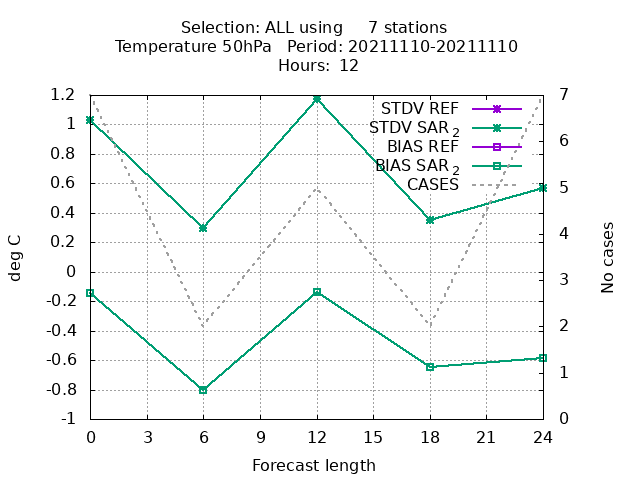 Selection: ALL using     7 stations
Temperature 50hPa   Period: 20211110-20211110
Hours:  12
1.2
1
0.8
0.6
0.4
0.2
0
-0.2
-0.4
-0.6
-0.8
-1
deg C
STDV REF
STDV SAR 2
BIAS REF
BIAS SAR 2
CASES
7
6
5
4
3
2
1
0
No cases
0 3 6 9 12 15 18 21 24
Forecast length